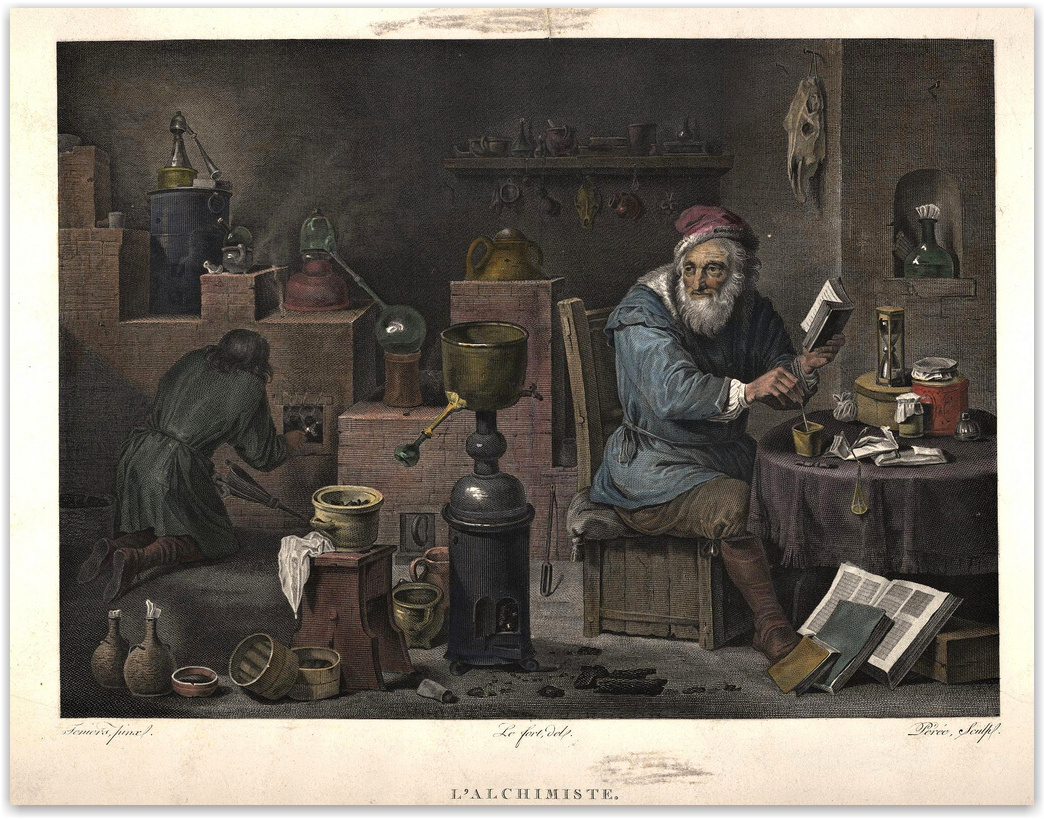 Teniers, pinx.
Le fort, del.
Pérée, Sculp.
L'ALCHIMISTE.